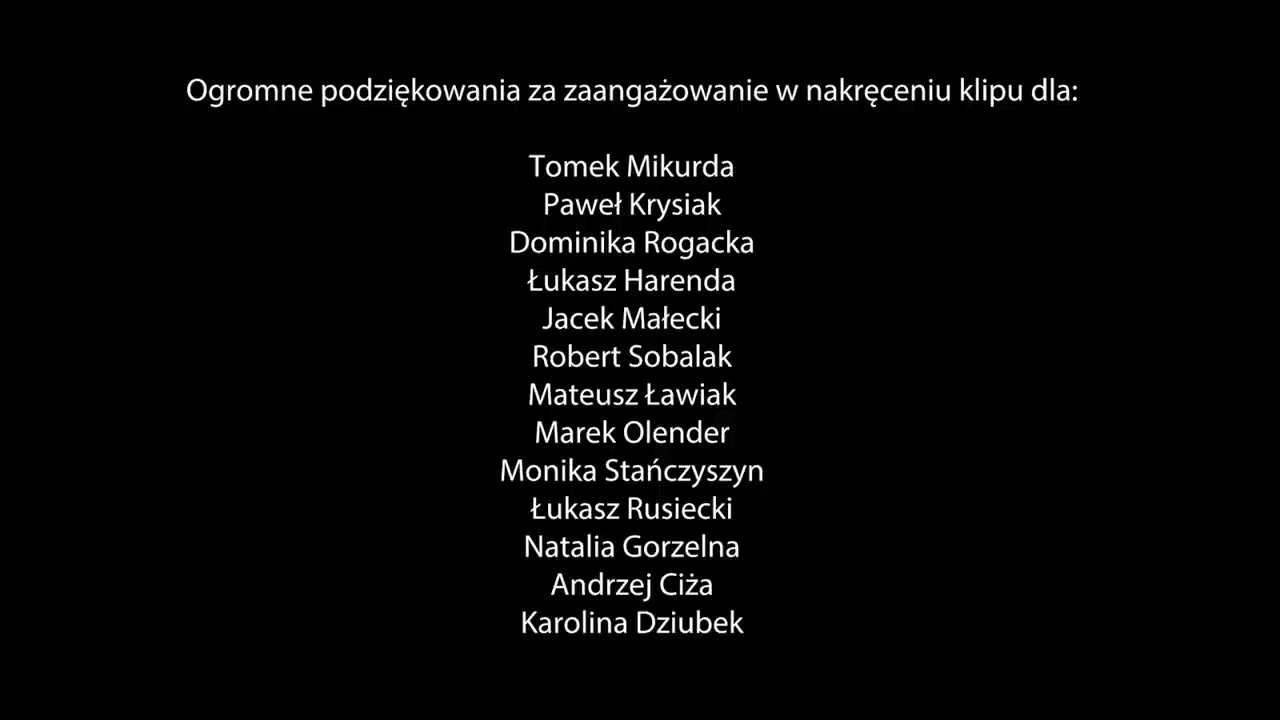 Ogromne podziękowania za zaangażowanie w nakręceniu klipu dla:
Tomek Mikurda
Paweł Krysiak
Dominika Rogacka
Łukasz Harenda
Jacek Małecki
Robert Sobalak
Mateusz Ławiak
Marek Olender
Monika Stańczyszyn
Łukasz Rusiecki
Natalia Gorzelna
Andrzej Ciża
Karolina Dziubek